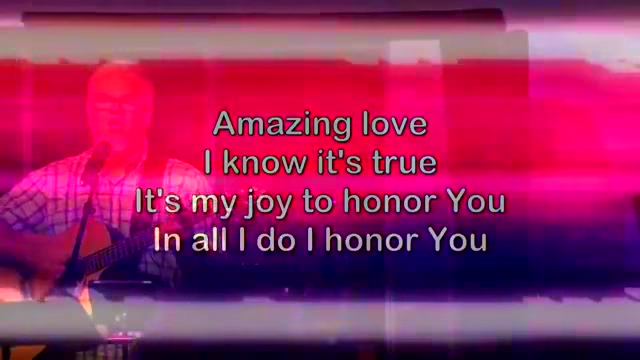 Amazing love
I know it's true
It's my joy to honor You
In all I do I honor You